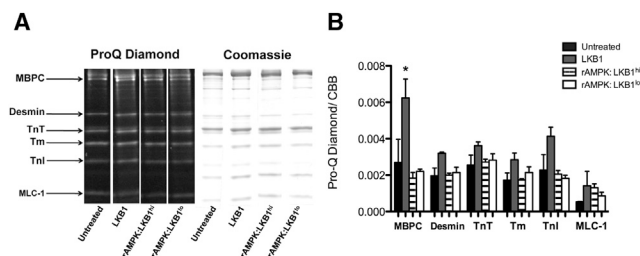 A
ProQ Diamond
Coomassie
MBPC
Desmin
TnT
Tm
TnI
MLC-1
Untreated
LKB1
rAMPK:LKB1hi
rAMPK:LKB1lo
Untreated
LKB1
rAMPK:LKB1hi
rAMPK:LKB1lo
B
Pro-Q Diamond/ CBB
0.008
0.006
0.004
0.002
0.000
*
Untreated
LKB1
rAMPK: LKB1hi
rAMPK: LKB1lo
MBPC Desmin TnT Tm TnI MLC-1